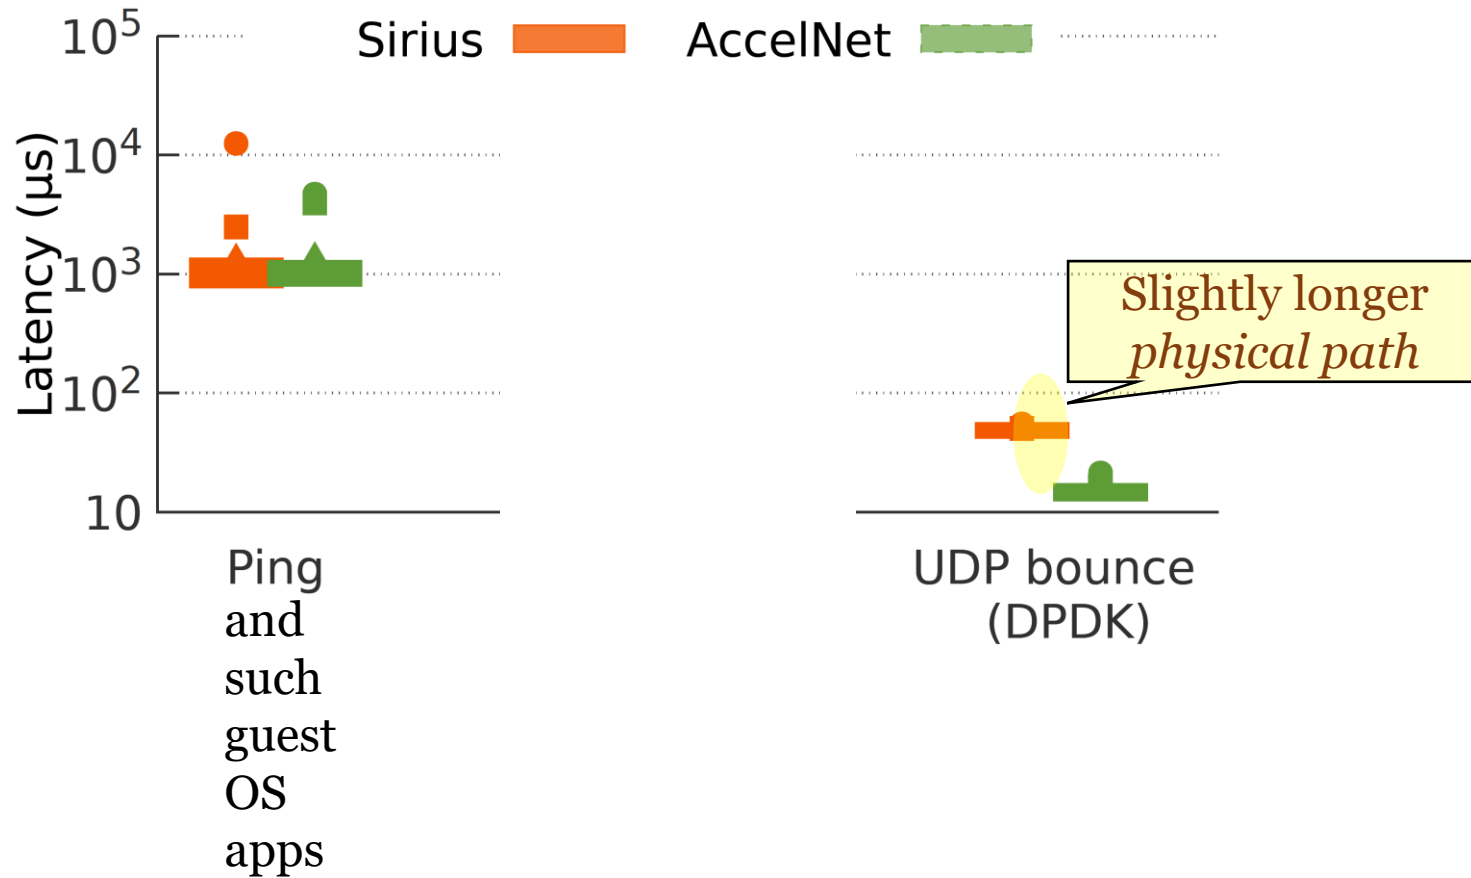 Sirius AccelNet
Latency (μs)
10⁵
10⁴
10³
10²
10
Slightly longer
physical path
Ping
and
such
guest
OS
apps
UDP bounce
(DPDK)